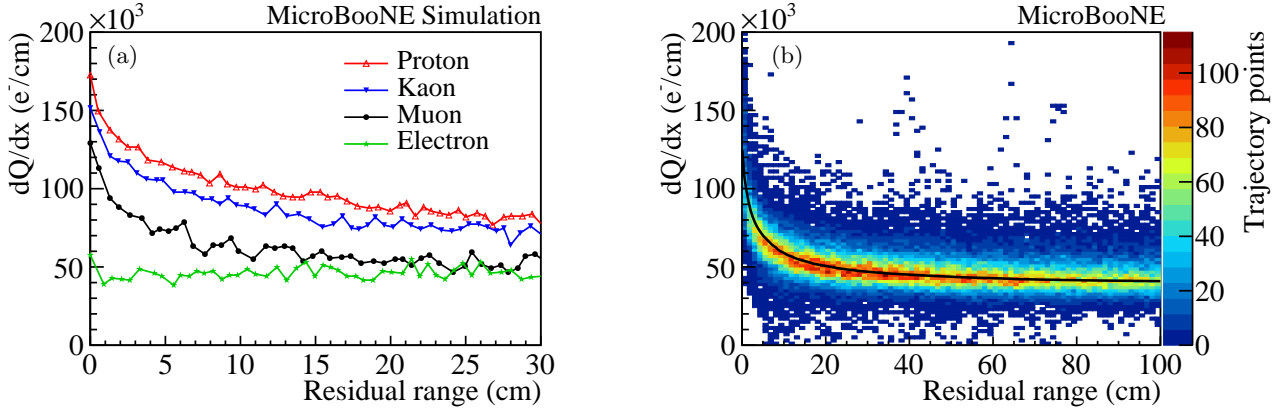 ×10³ MicroBooNE Simulation
(a)
Proton
Kaon
Muon
Electron
dQ/dx (e⁻/cm)
200
150
100
50
0
0 5 10 15 20 25 30
Residual range (cm)
×10³ MicroBooNE
(b)
dQ/dx (e⁻/cm)
200
150
100
50
0
0 20 40 60 80 100
Residual range (cm)
100
80
60
40
20
0
Trajectory points